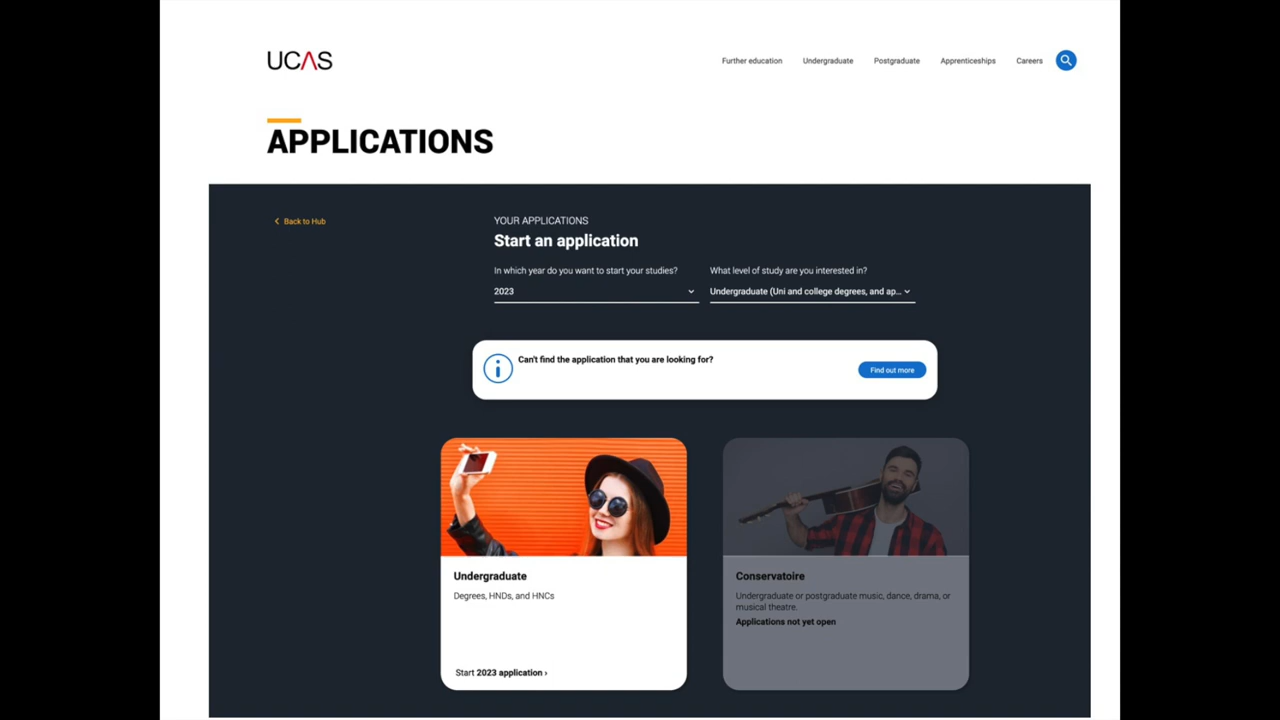 UCAS
Further education
Undergraduate
Postgraduate
Apprenticeships
Careers
APPLICATIONS
Back to Hub
YOUR APPLICATIONS
Start an application
In which year do you want to start your studies?
2023
What level of study are you interested in?
Undergraduate (Uni and college degrees, and ap...
Can't find the application that you are looking for?
Find out more
Undergraduate
Degrees, HNDs, and HNCs
Start 2023 application ›
Conservatoire
Undergraduate or postgraduate music, dance, drama, or
musical theatre.
Applications not yet open